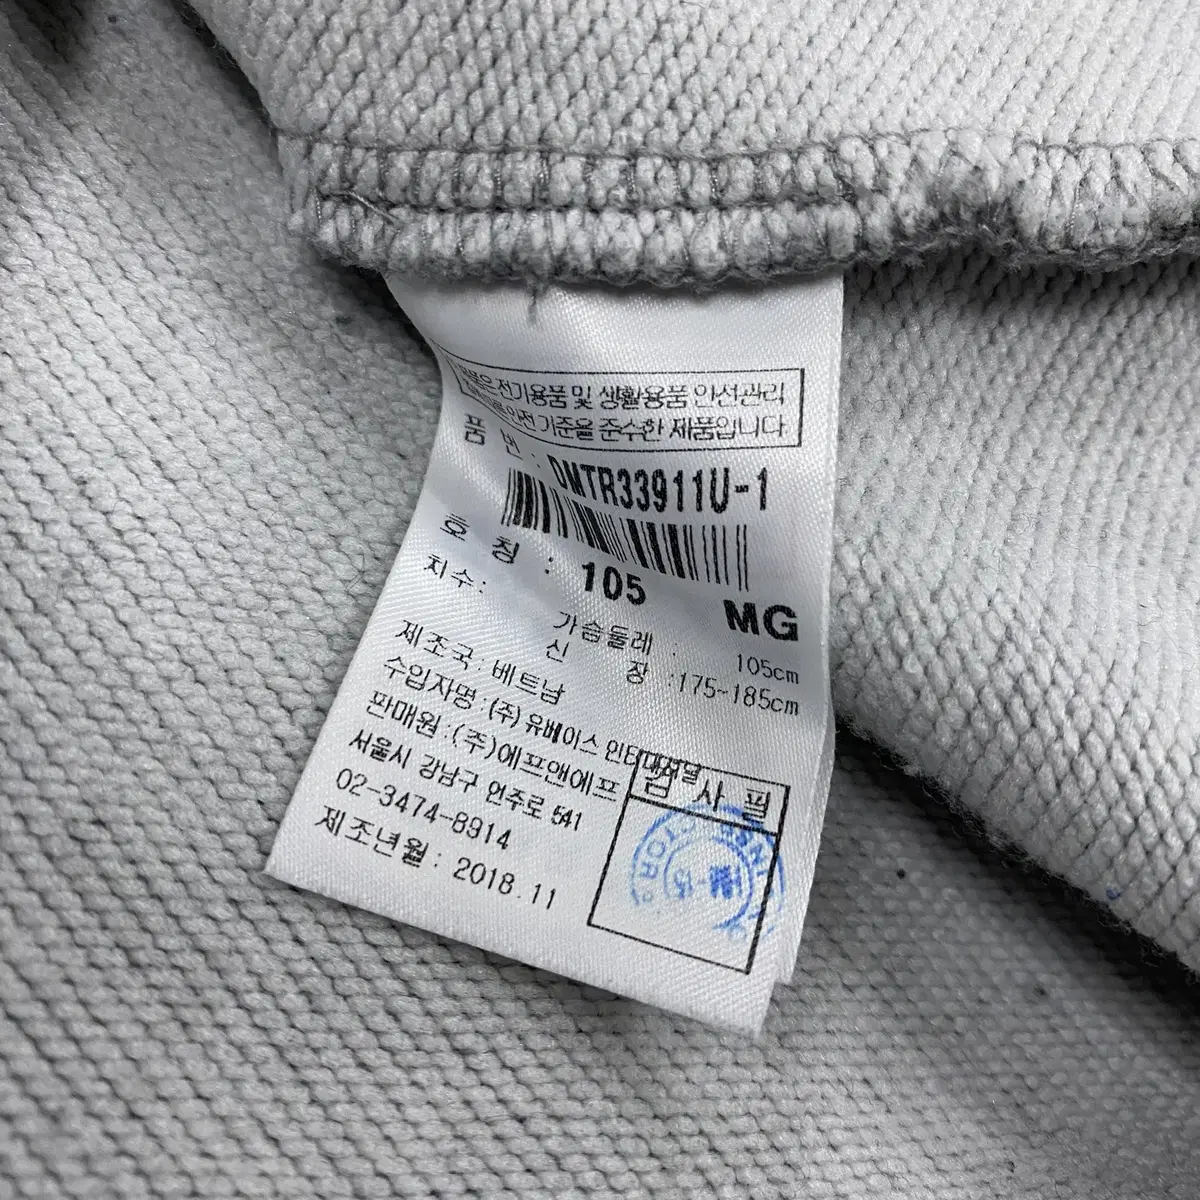 전기용품 및 생활용품 안전관리
안전기준을 준수한 제품입니다
품 번 : DMTR33911U-1
호 칭 : 105 MG
치수:
가슴둘레 : 105cm
신 장 :175-185cm
제조국: 베트남
수입자명 : (주)유베이스 인터내셔널
판매원 : (주)에프앤에프
서울시 강남구 언주로 541
02-3474-8914
제조년월 : 2018.11
검 사 필